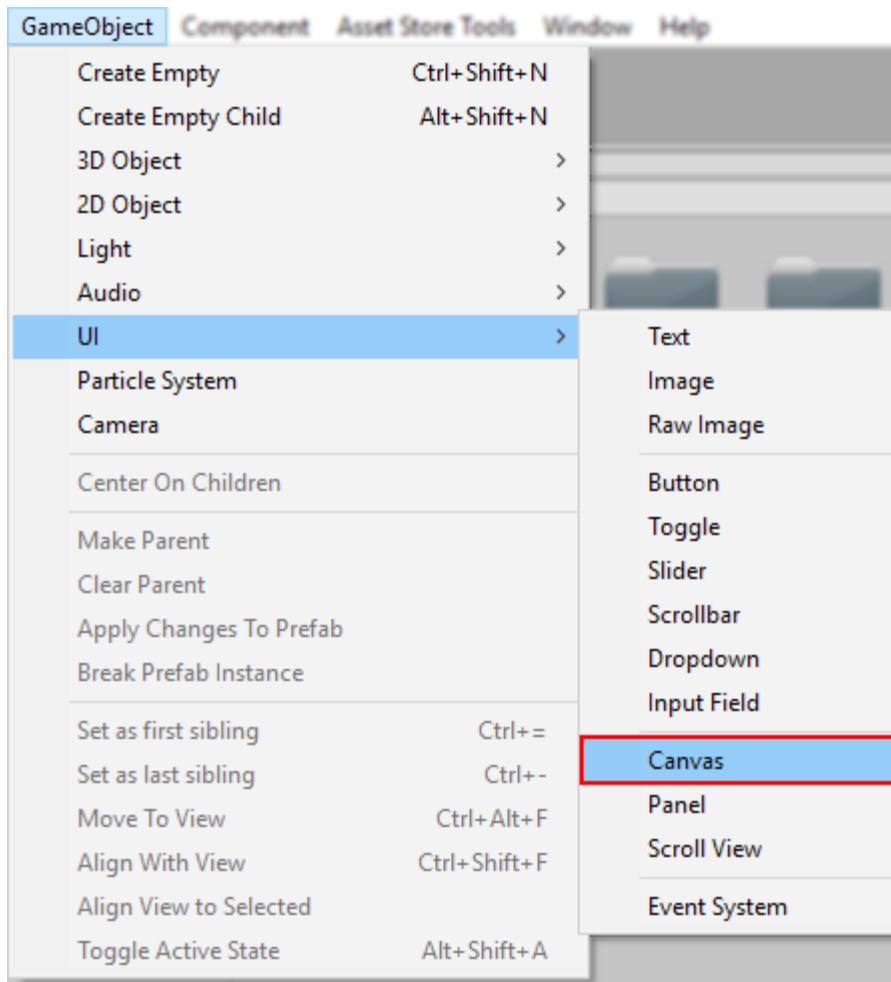 GameObject Component Asset Store Tools Window Help
Create Empty Ctrl+Shift+N
Create Empty Child Alt+Shift+N
3D Object
2D Object
Light
Audio
UI
Particle System
Camera
Center On Children
Make Parent
Clear Parent
Apply Changes To Prefab
Break Prefab Instance
Set as first sibling Ctrl+=
Set as last sibling Ctrl+-
Move To View Ctrl+Alt+F
Align With View Ctrl+Shift+F
Align View to Selected
Toggle Active State Alt+Shift+A
Text
Image
Raw Image
Button
Toggle
Slider
Scrollbar
Dropdown
Input Field
Canvas
Panel
Scroll View
Event System